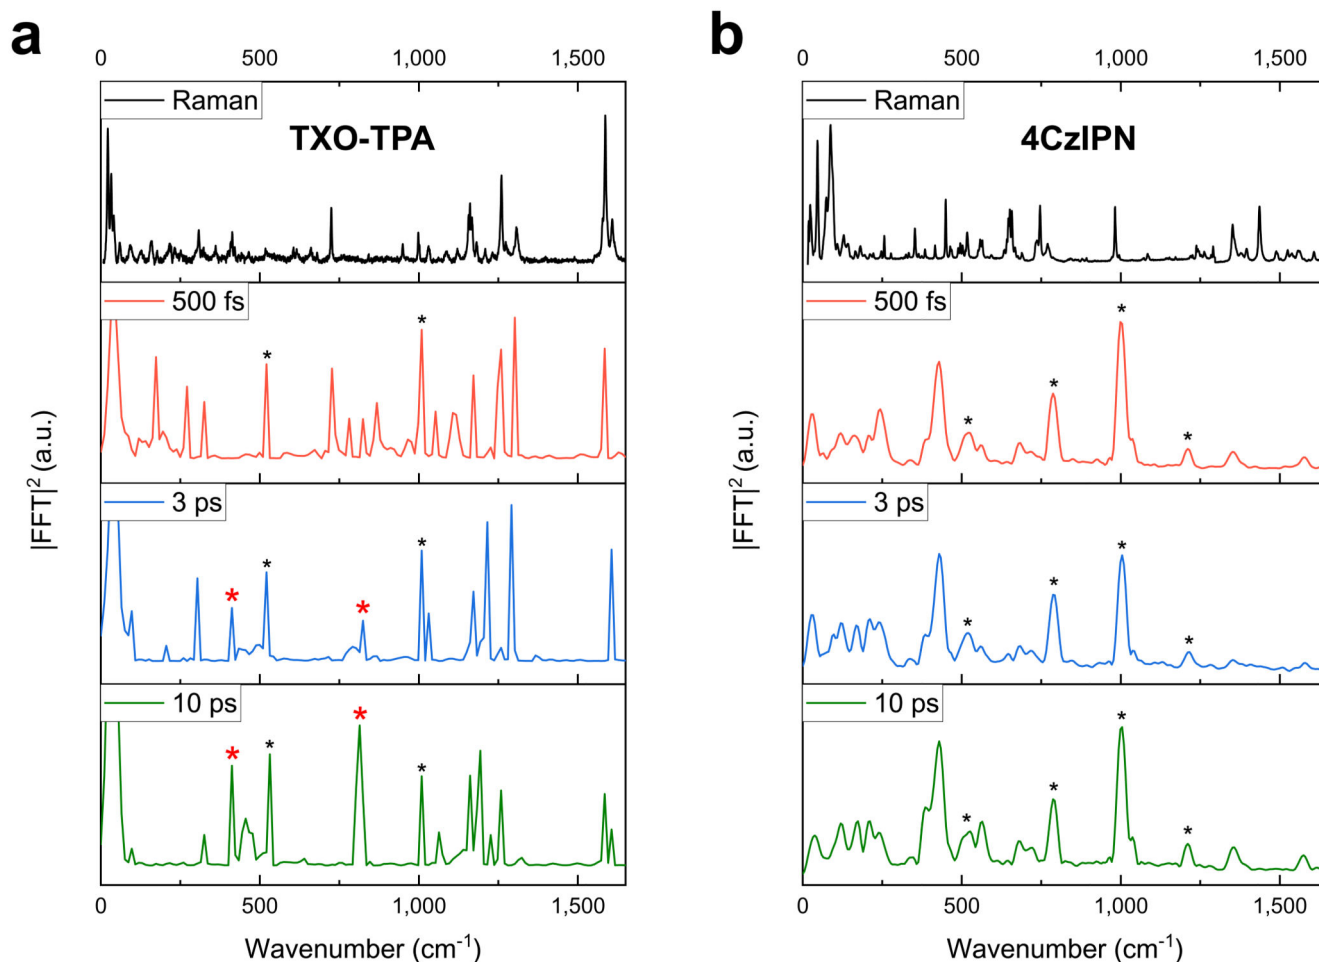 a
0 500 1,000 1,500
Raman
TXO-TPA
500 fs
* *
3 ps
* * * *
10 ps
* * * *
0 500 1,000 1,500
Wavenumber (cm⁻¹)
|FFT|² (a.u.)
b
0 500 1,000 1,500
Raman
4CzIPN
500 fs
* * * *
3 ps
* * * *
10 ps
* * * *
0 500 1,000 1,500
Wavenumber (cm⁻¹)
|FFT|² (a.u.)